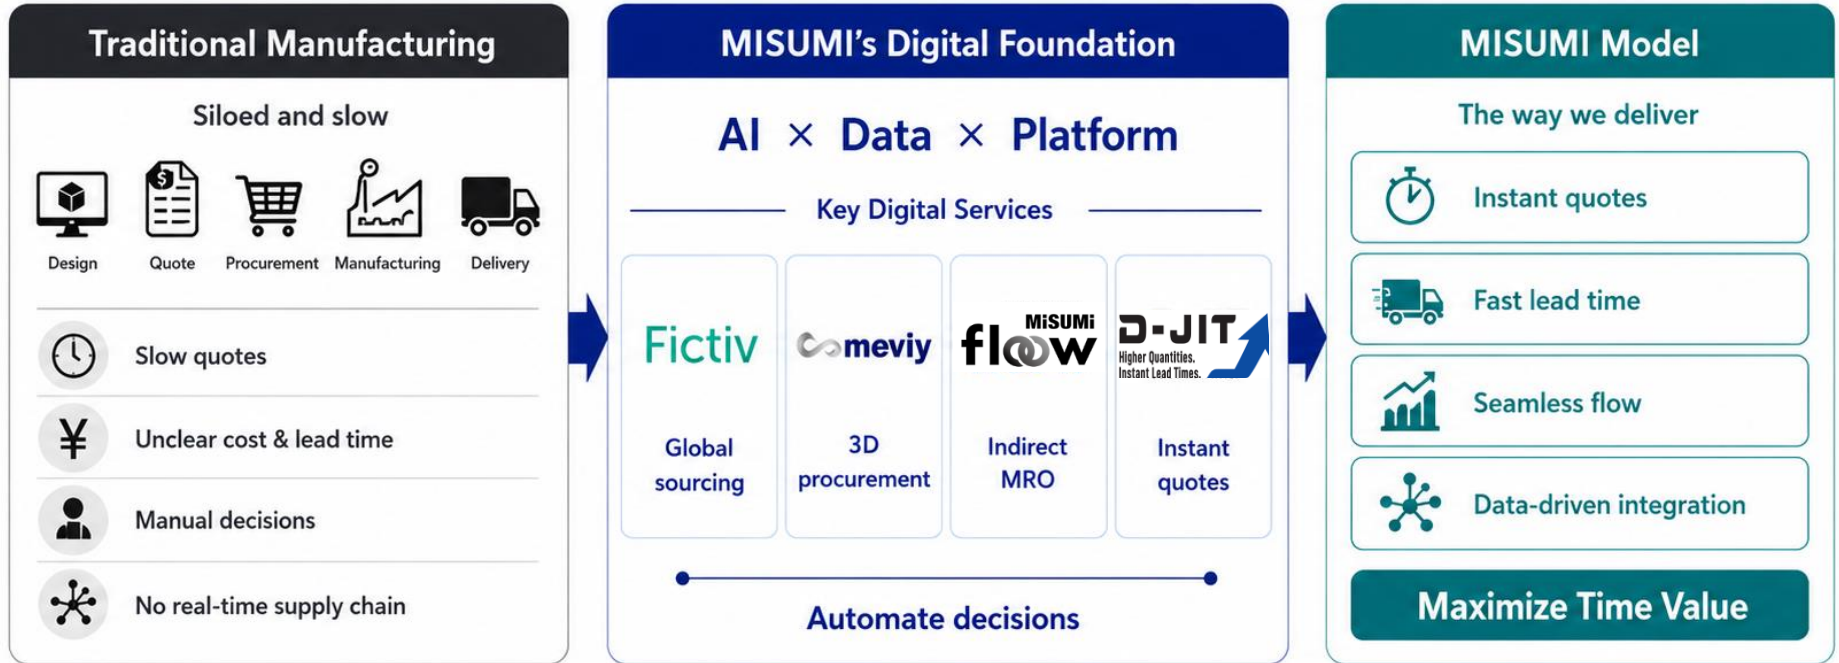 Traditional Manufacturing
Siloed and slow
$
Design
Quote
Procurement
Manufacturing
Delivery
Slow quotes
¥
Unclear cost & lead time
Manual decisions
No real-time supply chain
MISUMI's Digital Foundation
AI × Data × Platform
Key Digital Services
Fictiv
Global
sourcing
meviy
3D
procurement
MiSUMi
floow
Indirect
MRO
D-JIT
Higher Quantities.
Instant Lead Times.
Instant
quotes
Automate decisions
MISUMI Model
The way we deliver
Instant quotes
Fast lead time
Seamless flow
Data-driven integration
Maximize Time Value